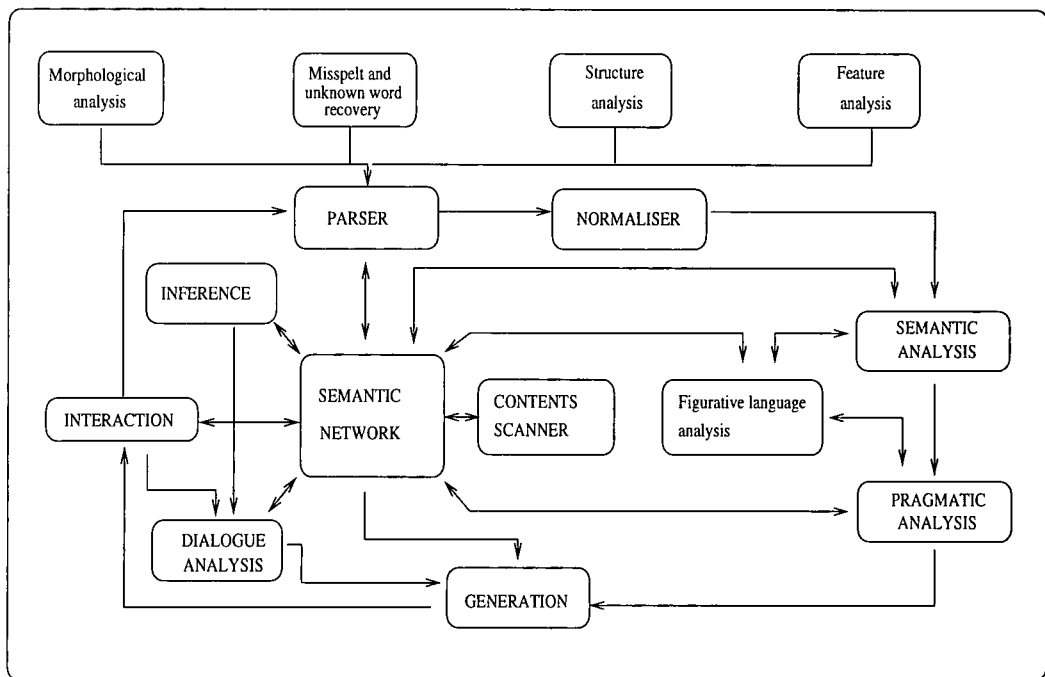 Morphological
analysis
Misspelt and
unknown word
recovery
Structure
analysis
Feature
analysis
PARSER
NORMALISER
INFERENCE
SEMANTIC
ANALYSIS
SEMANTIC
NETWORK
CONTENTS
SCANNER
Figurative language
analysis
INTERACTION
PRAGMATIC
ANALYSIS
DIALOGUE
ANALYSIS
GENERATION